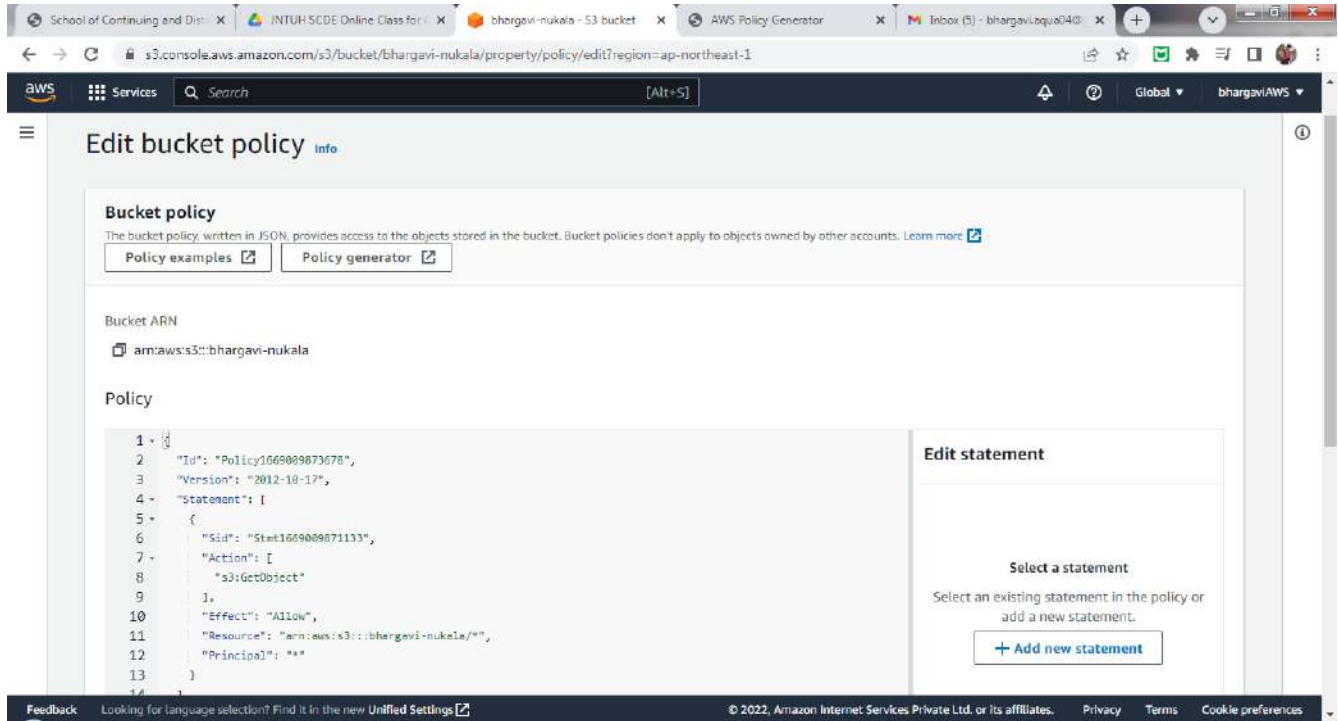 School of Continuing and Dist
JNTUH SCDE Online Class for
bhargavi-nukala - S3 bucket
AWS Policy Generator
Inbox (5) - bhargavi.aqua04@
s3.console.aws.amazon.com/s3/bucket/bhargavi-nukala/property/policy/edit?region=ap-northeast-1
aws
Services
Search
[Alt+S]
Global
bhargaviAWS
Edit bucket policy Info
Bucket policy
The bucket policy, written in JSON, provides access to the objects stored in the bucket. Bucket policies don't apply to objects owned by other accounts. Learn more
Policy examples
Policy generator
Bucket ARN
arn:aws:s3:::bhargavi-nukala
Policy
1 {
2 "Id": "Policy1669009873678",
3 "Version": "2012-10-17",
4 "Statement": [
5 {
6 "Sid": "Stmt1669009871133",
7 "Action": [
8 "s3:GetObject"
9 ],
10 "Effect": "Allow",
11 "Resource": "arn:aws:s3:::bhargavi-nukala/*",
12 "Principal": "*"
13 }
14 ]
Edit statement
Select a statement
Select an existing statement in the policy or
add a new statement.
+ Add new statement
Feedback
Looking for language selection? Find it in the new Unified Settings
© 2022, Amazon Internet Services Private Ltd. or its affiliates.
Privacy
Terms
Cookie preferences